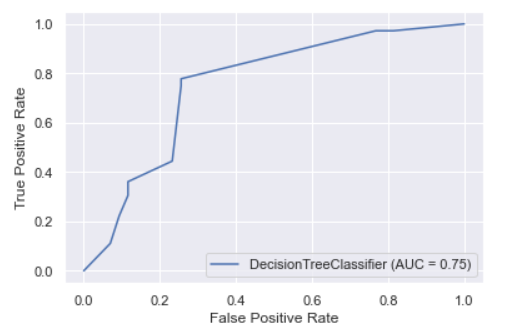 1.0
0.8
0.6
0.4
0.2
0.0
True Positive Rate
DecisionTreeClassifier (AUC = 0.75)
0.0 0.2 0.4 0.6 0.8 1.0
False Positive Rate